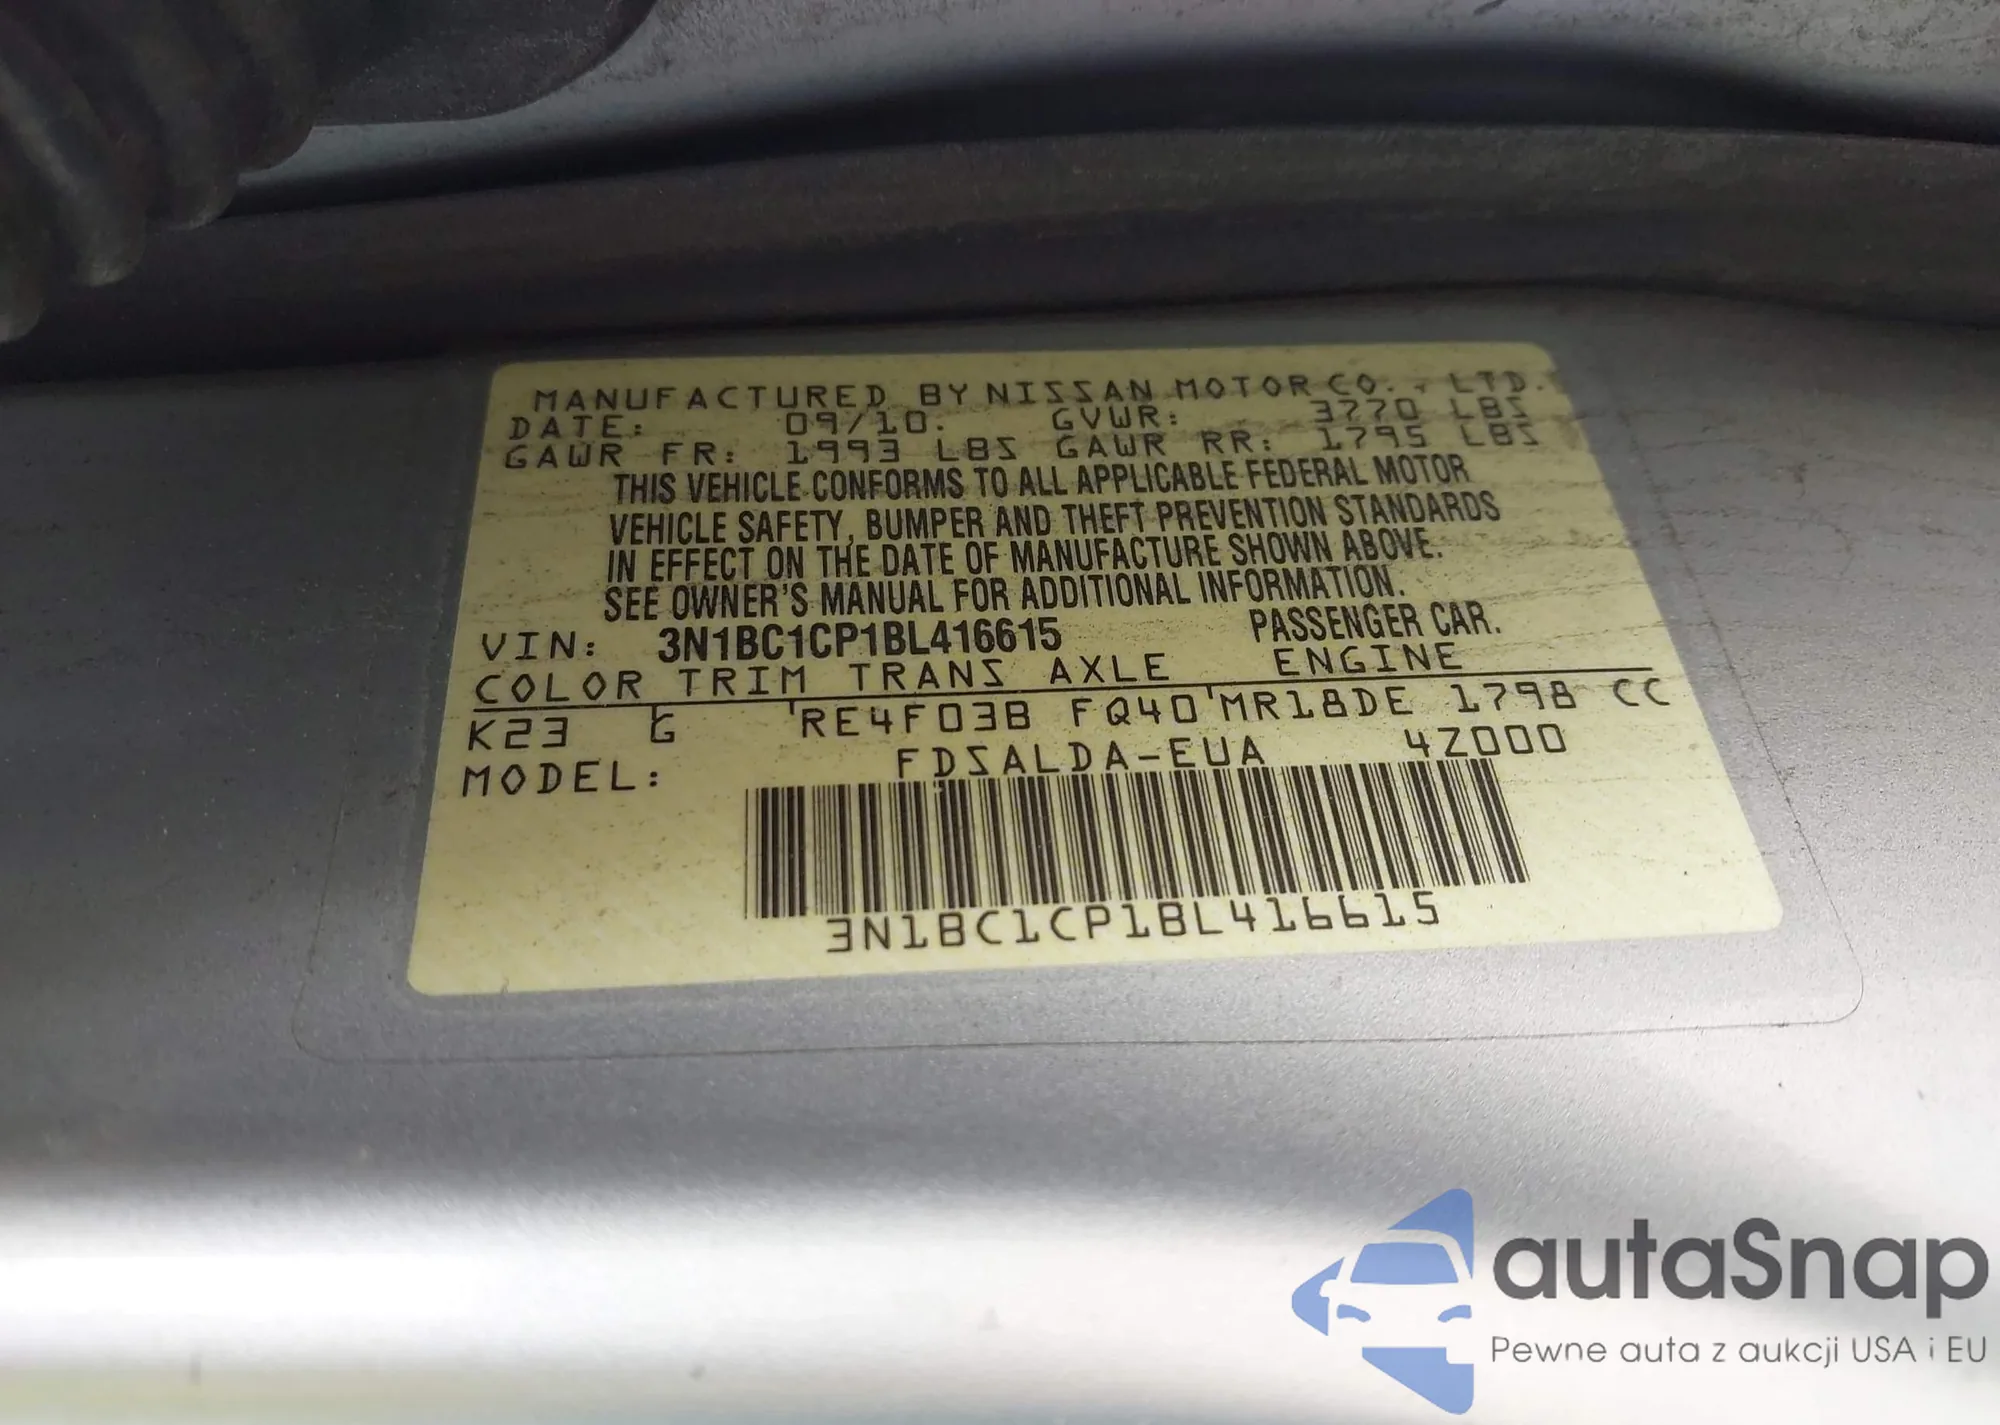 MANUFACTURED BY NISSAN MOTOR CO., LTD.
DATE: 09/10. GVWR: 3770 LBS
GAWR FR: 1993 LBS GAWR RR: 1795 LBS
THIS VEHICLE CONFORMS TO ALL APPLICABLE FEDERAL MOTOR
VEHICLE SAFETY, BUMPER AND THEFT PREVENTION STANDARDS
IN EFFECT ON THE DATE OF MANUFACTURE SHOWN ABOVE.
SEE OWNER'S MANUAL FOR ADDITIONAL INFORMATION.
VIN: 3N1BC1CP1BL416615 PASSENGER CAR.
COLOR TRIM TRANS AXLE ENGINE
K23 G RE4F03B FQ40 MR18DE 1798 CC
MODEL: FDSALDA-EUA 4Z000
3N1BC1CP1BL416615
autaSnap
Pewne auta z aukcji USA i EU